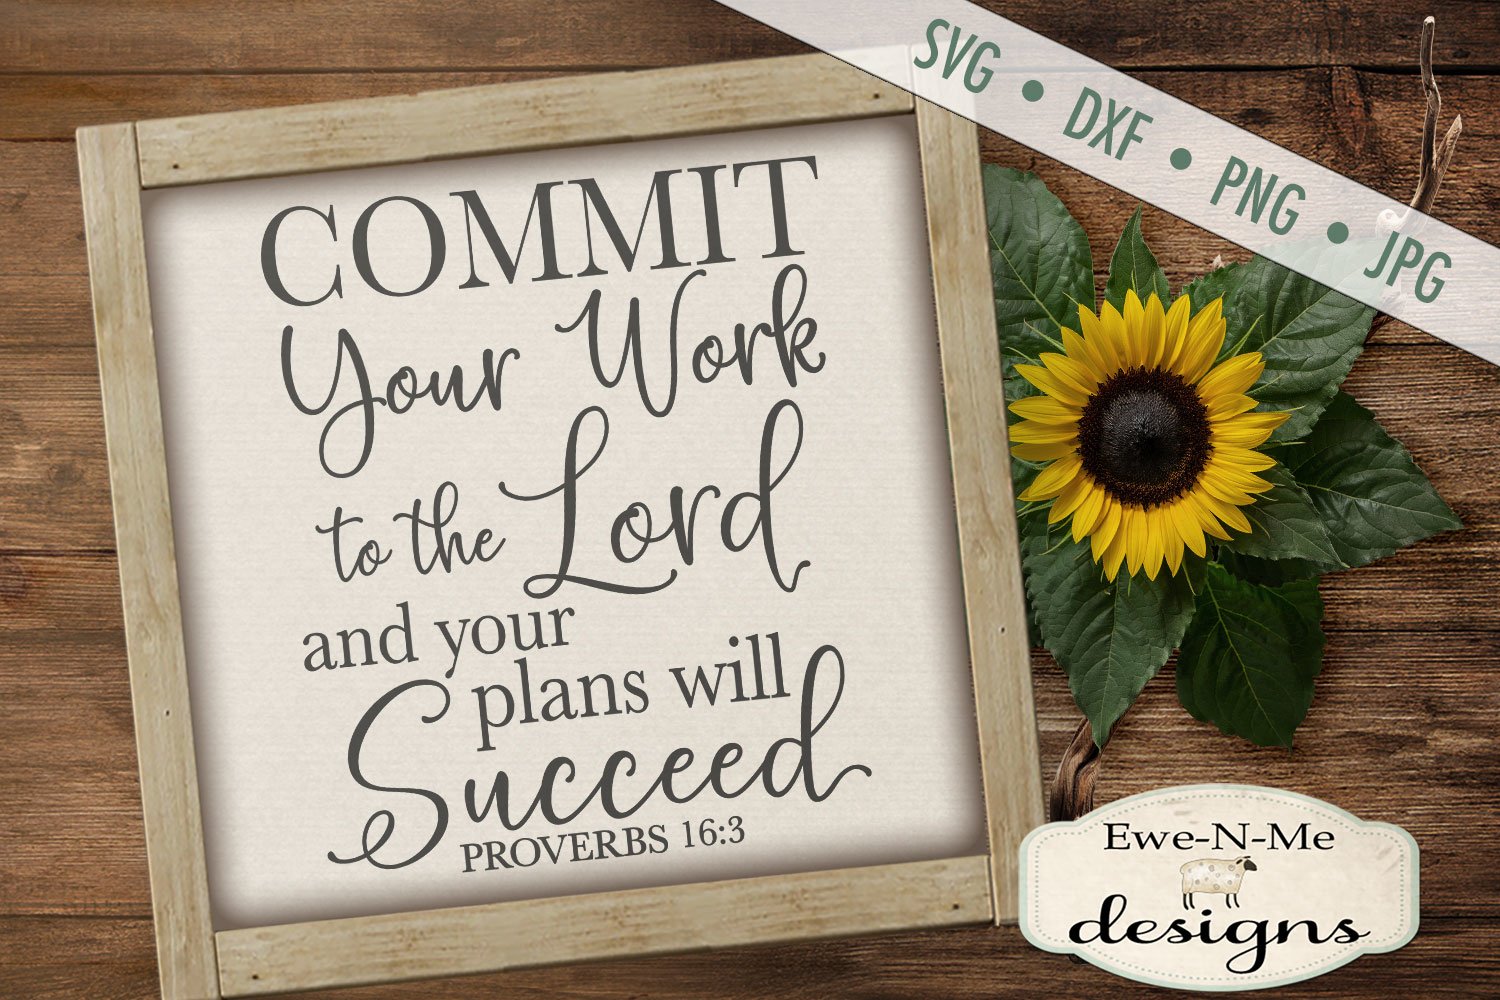 COMMIT
Your Work
to the Lord
and your
plans will
Succeed
PROVERBS 16:3
SVG • DXF • PNG • JPG
Ewe-N-Me
designs